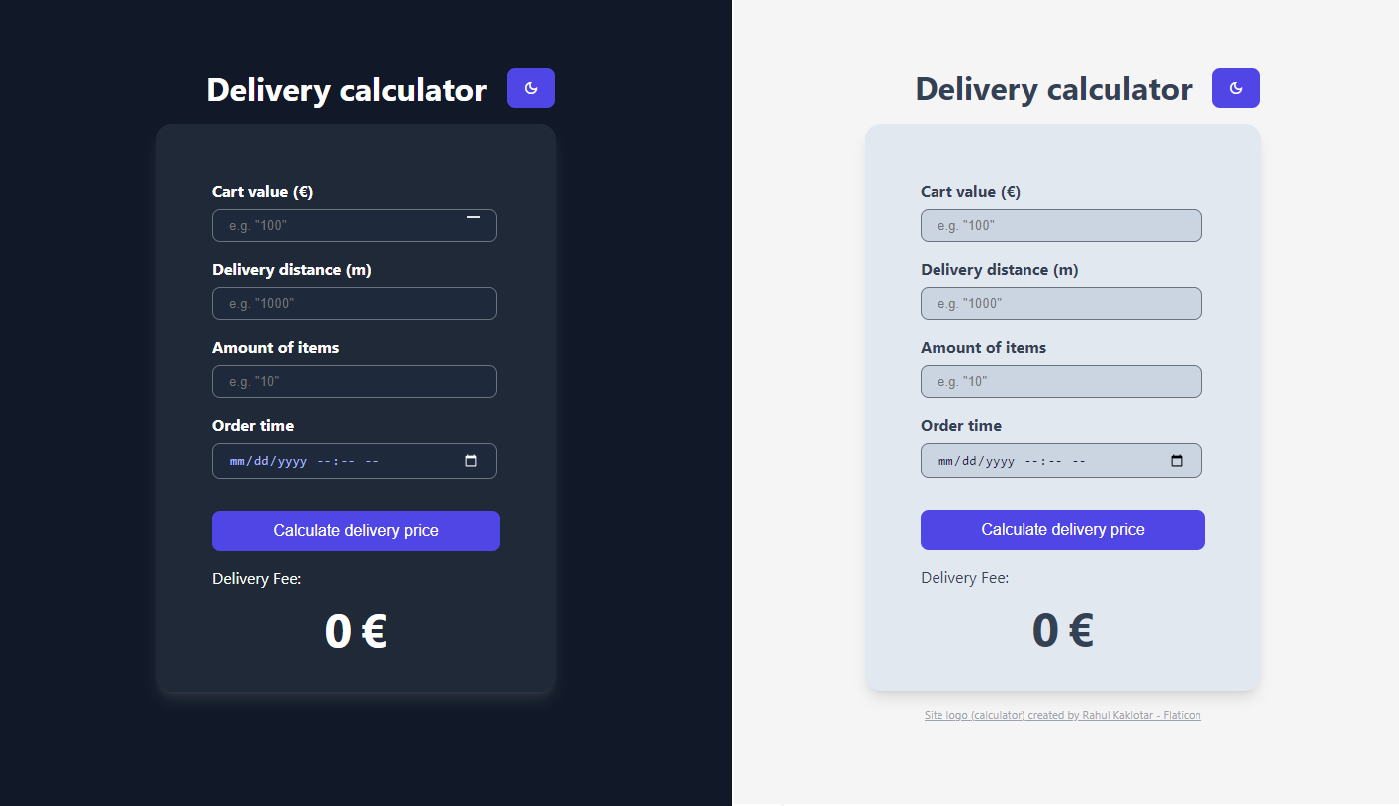 Delivery calculator
Cart value (€)
e.g. "100"
Delivery distance (m)
e.g. "1000"
Amount of items
e.g. "10"
Order time
mm/dd/yyyy --:-- --
Calculate delivery price
Delivery Fee:
0 €
Delivery calculator
Cart value (€)
e.g. "100"
Delivery distance (m)
e.g. "1000"
Amount of items
e.g. "10"
Order time
mm/dd/yyyy --:-- --
Calculate delivery price
Delivery Fee:
0 €
Site logo (calculator) created by Rahul Kaklotar - Flaticon